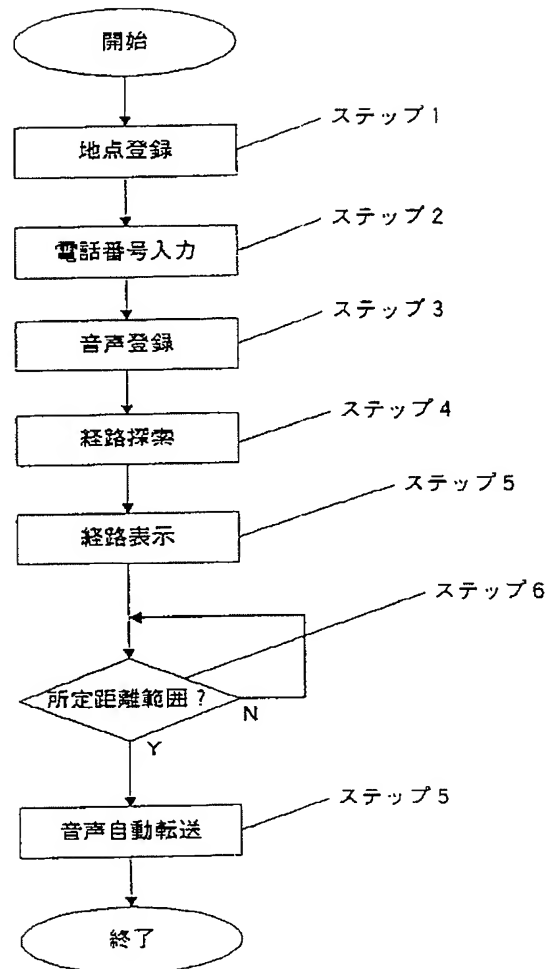 開始
ステップ1
地点登録
ステップ2
電話番号入力
ステップ3
音声登録
ステップ4
経路探索
ステップ5
経路表示
ステップ6
所定距離範囲?
N
Y
ステップ5
音声自動転送
終了